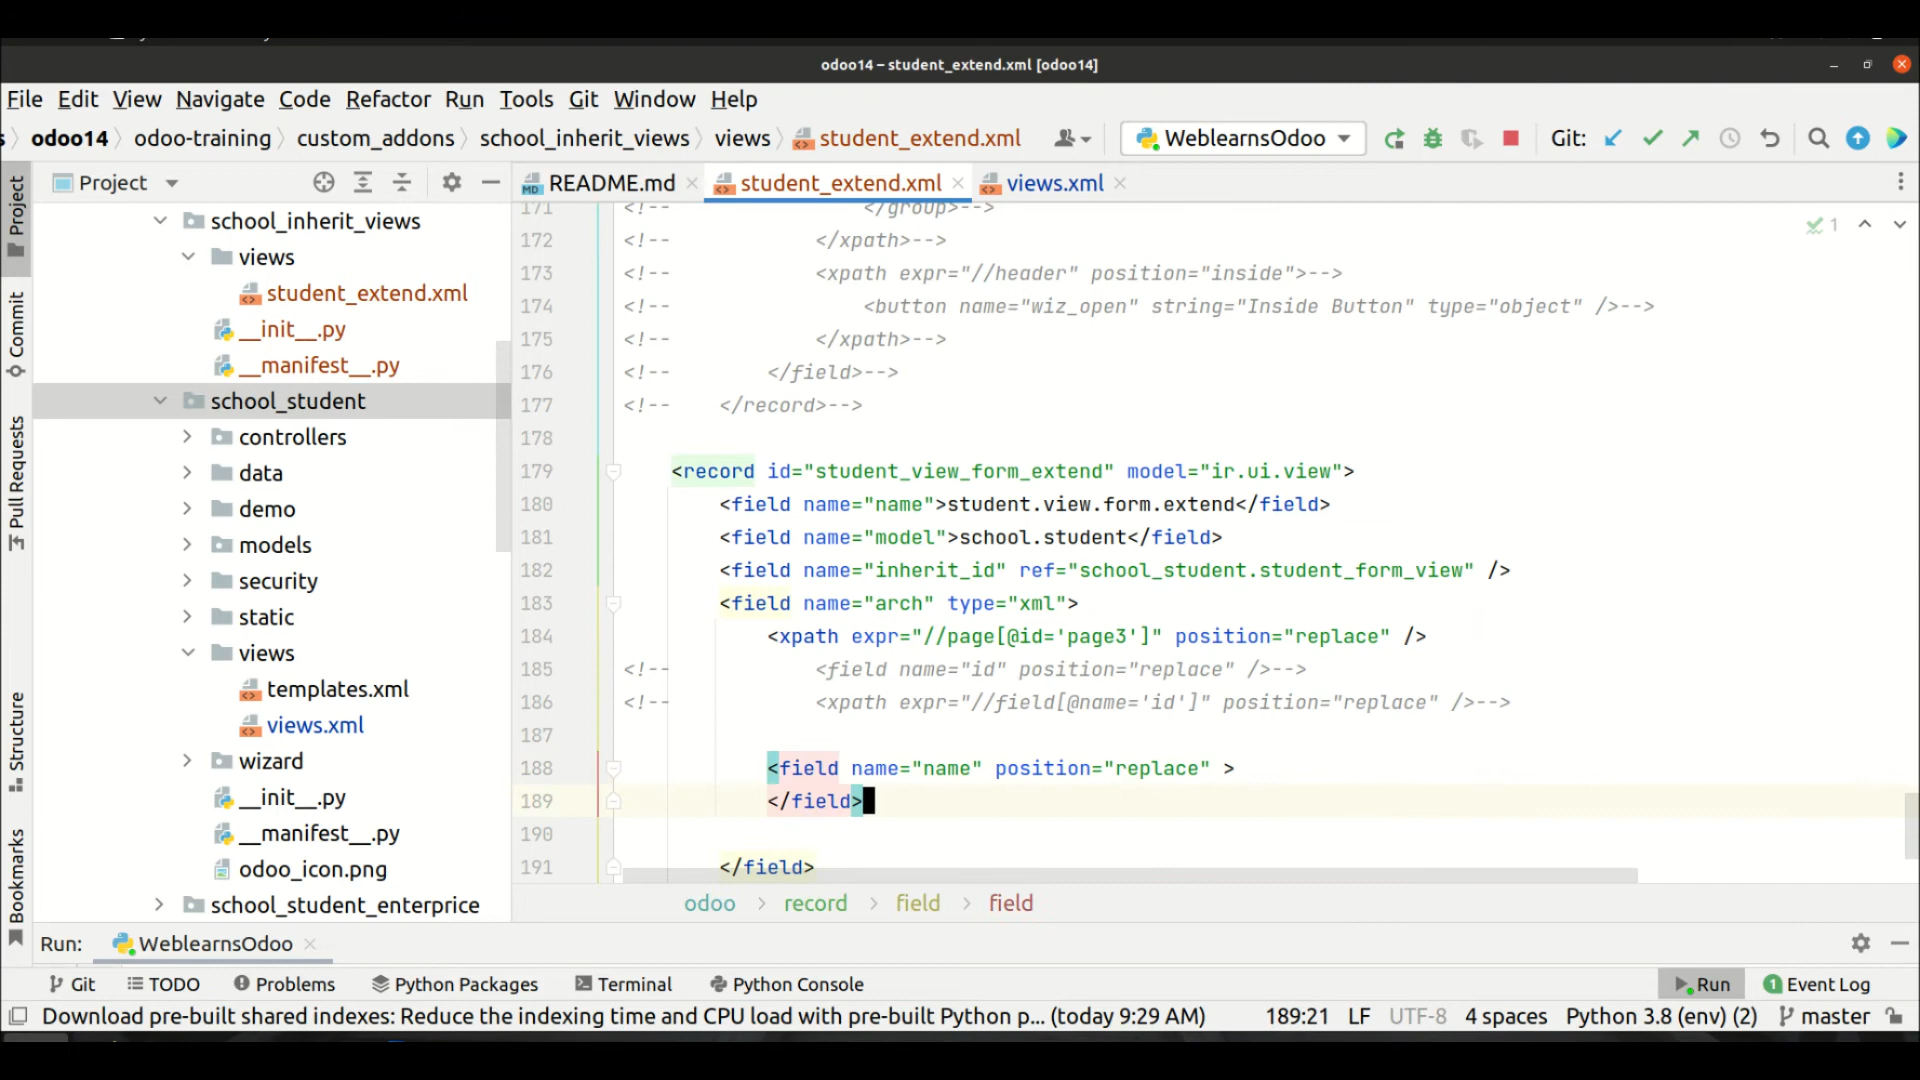 odoo14 – student_extend.xml [odoo14]
File Edit View Navigate Code Refactor Run Tools Git Window Help
odoo14 odoo-training custom_addons school_inherit_views views student_extend.xml WeblearnsOdoo Git:
Project README.md student_extend.xml views.xml
Project
Commit
Pull Requests
Structure
Bookmarks
school_inherit_views
views
student_extend.xml
__init__.py
__manifest__.py
school_student
controllers
data
demo
models
security
static
views
templates.xml
views.xml
wizard
__init__.py
__manifest__.py
odoo_icon.png
school_student_enterprice
1
171 <!-- </group>-->
172 <!-- </xpath>-->
173 <!-- <xpath expr="//header" position="inside">-->
174 <!-- <button name="wiz_open" string="Inside Button" type="object" />-->
175 <!-- </xpath>-->
176 <!-- </field>-->
177 <!-- </record>-->
178
179 <record id="student_view_form_extend" model="ir.ui.view">
180 <field name="name">student.view.form.extend</field>
181 <field name="model">school.student</field>
182 <field name="inherit_id" ref="school_student.student_form_view" />
183 <field name="arch" type="xml">
184 <xpath expr="//page[@id='page3']" position="replace" />
185 <!-- <field name="id" position="replace" />-->
186 <!-- <xpath expr="//field[@name='id']" position="replace" />-->
187
188 <field name="name" position="replace" >
189 </field>
190
191 </field>
odoo > record > field > field
Run: WeblearnsOdoo
Git TODO Problems Python Packages Terminal Python Console Run 1 Event Log
Download pre-built shared indexes: Reduce the indexing time and CPU load with pre-built Python p... (today 9:29 AM) 189:21 LF UTF-8 4 spaces Python 3.8 (env) (2) master